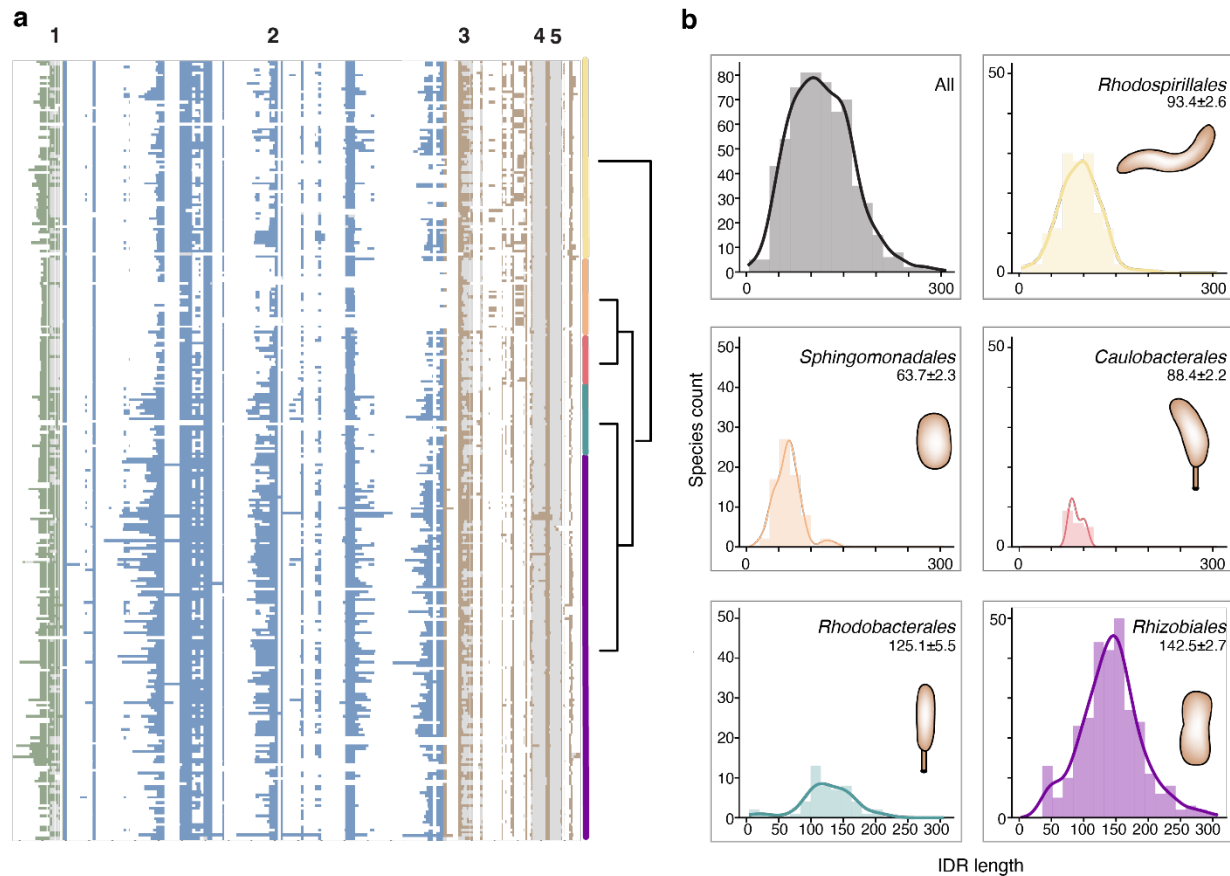 a
1 2 3 4 5
b
All
80
70
60
50
40
30
20
10
0
0 300
Rhodospirillales
93.4±2.6
50
0
0 300
Species count
Sphingomonadales
63.7±2.3
50
40
30
20
10
0
0 300
Caulobacterales
88.4±2.2
50
0
0 300
Rhodobacterales
125.1±5.5
50
40
30
20
10
0
0 50 100 150 200 250 300
Rhizobiales
142.5±2.7
50
0
0 50 100 150 200 250 300
IDR length